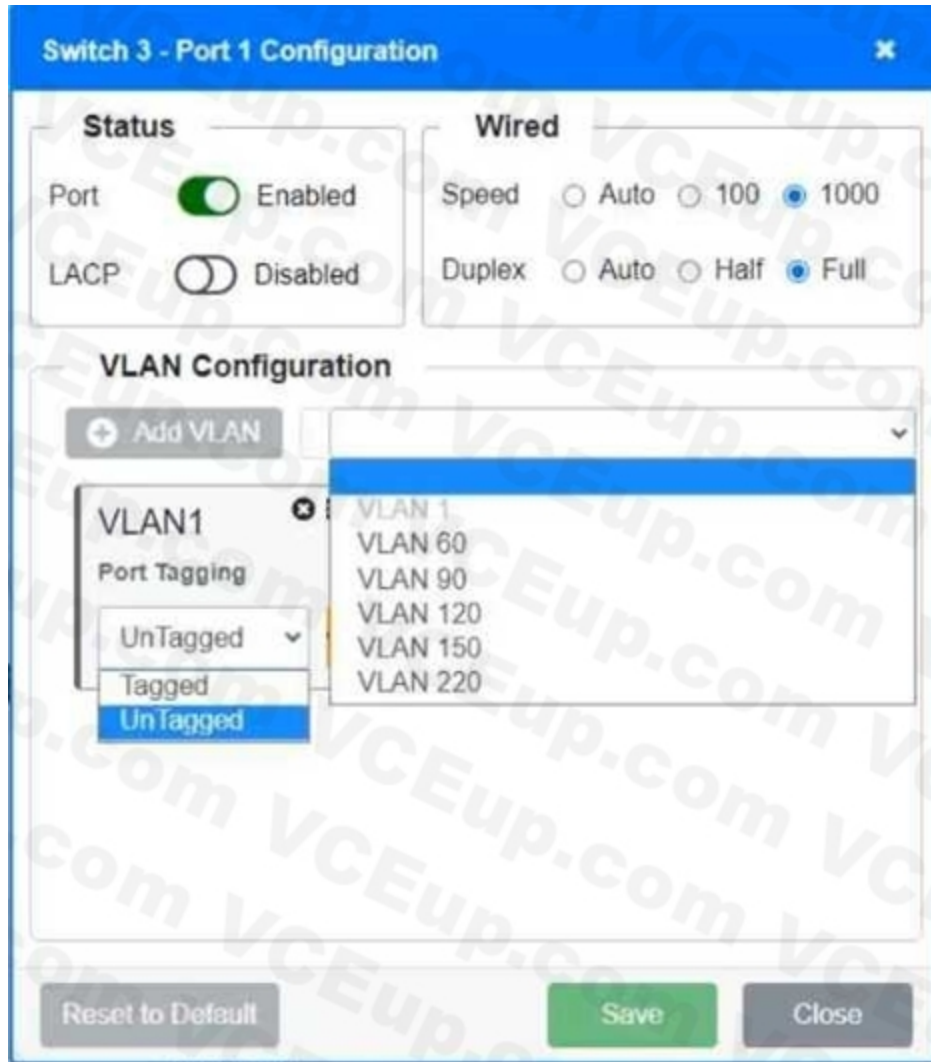 Switch 3 - Port 1 Configuration
Status
Wired
Port Enabled
Speed Auto 100 1000
LACP Disabled
Duplex Auto Half Full
VLAN Configuration
Add VLAN
VLAN1
Port Tagging
UnTagged
Tagged
UnTagged
VLAN 1
VLAN 60
VLAN 90
VLAN 120
VLAN 150
VLAN 220
Reset to Default Save Close
VCEup.com